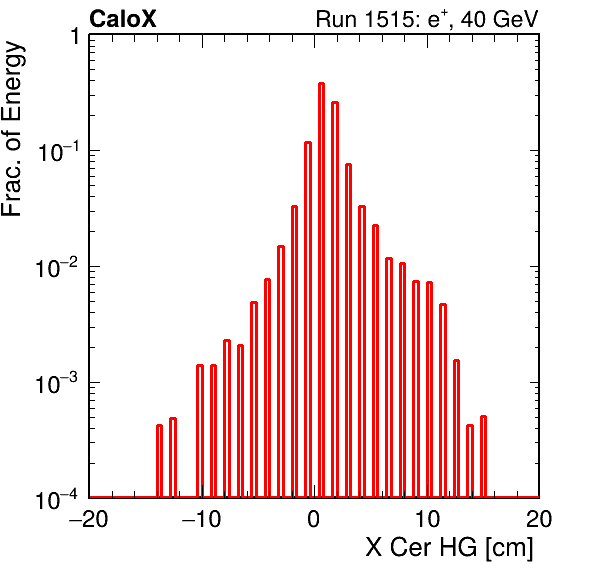 CaloX Run 1515: e⁺, 40 GeV
Frac. of Energy
1
10⁻¹
10⁻²
10⁻³
10⁻⁴
−20 −10 0 10 20
X Cer HG [cm]